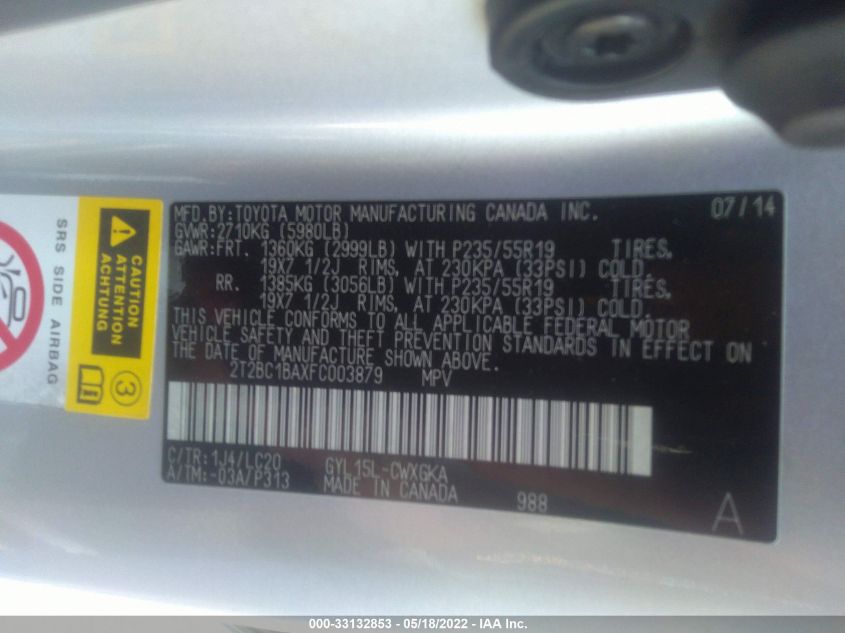 MFD.BY:TOYOTA MOTOR MANUFACTURING CANADA INC. 07/14
GVWR:2710KG (5980LB)
GAWR:FRT. 1360KG (2999LB) WITH P235/55R19 TIRES,
19X7 1/2J RIMS, AT 230KPA (33PSI) COLD.
RR. 1385KG (3056LB) WITH P235/55R19 TIRES,
19X7 1/2J RIMS, AT 230KPA (33PSI) COLD.
THIS VEHICLE CONFORMS TO ALL APPLICABLE FEDERAL MOTOR
VEHICLE SAFETY AND THEFT PREVENTION STANDARDS IN EFFECT ON
THE DATE OF MANUFACTURE SHOWN ABOVE.
2T2BC1BAXFC003879 MPV
C/TR:1J4/LC20 GYL15L-CWXGKA
A/TM:-03A/P313 MADE IN CANADA 988 A
SRS SIDE AIRBAG
CAUTION
ATTENTION
ACHTUNG
3
000-33132853 - 05/18/2022 - IAA Inc.